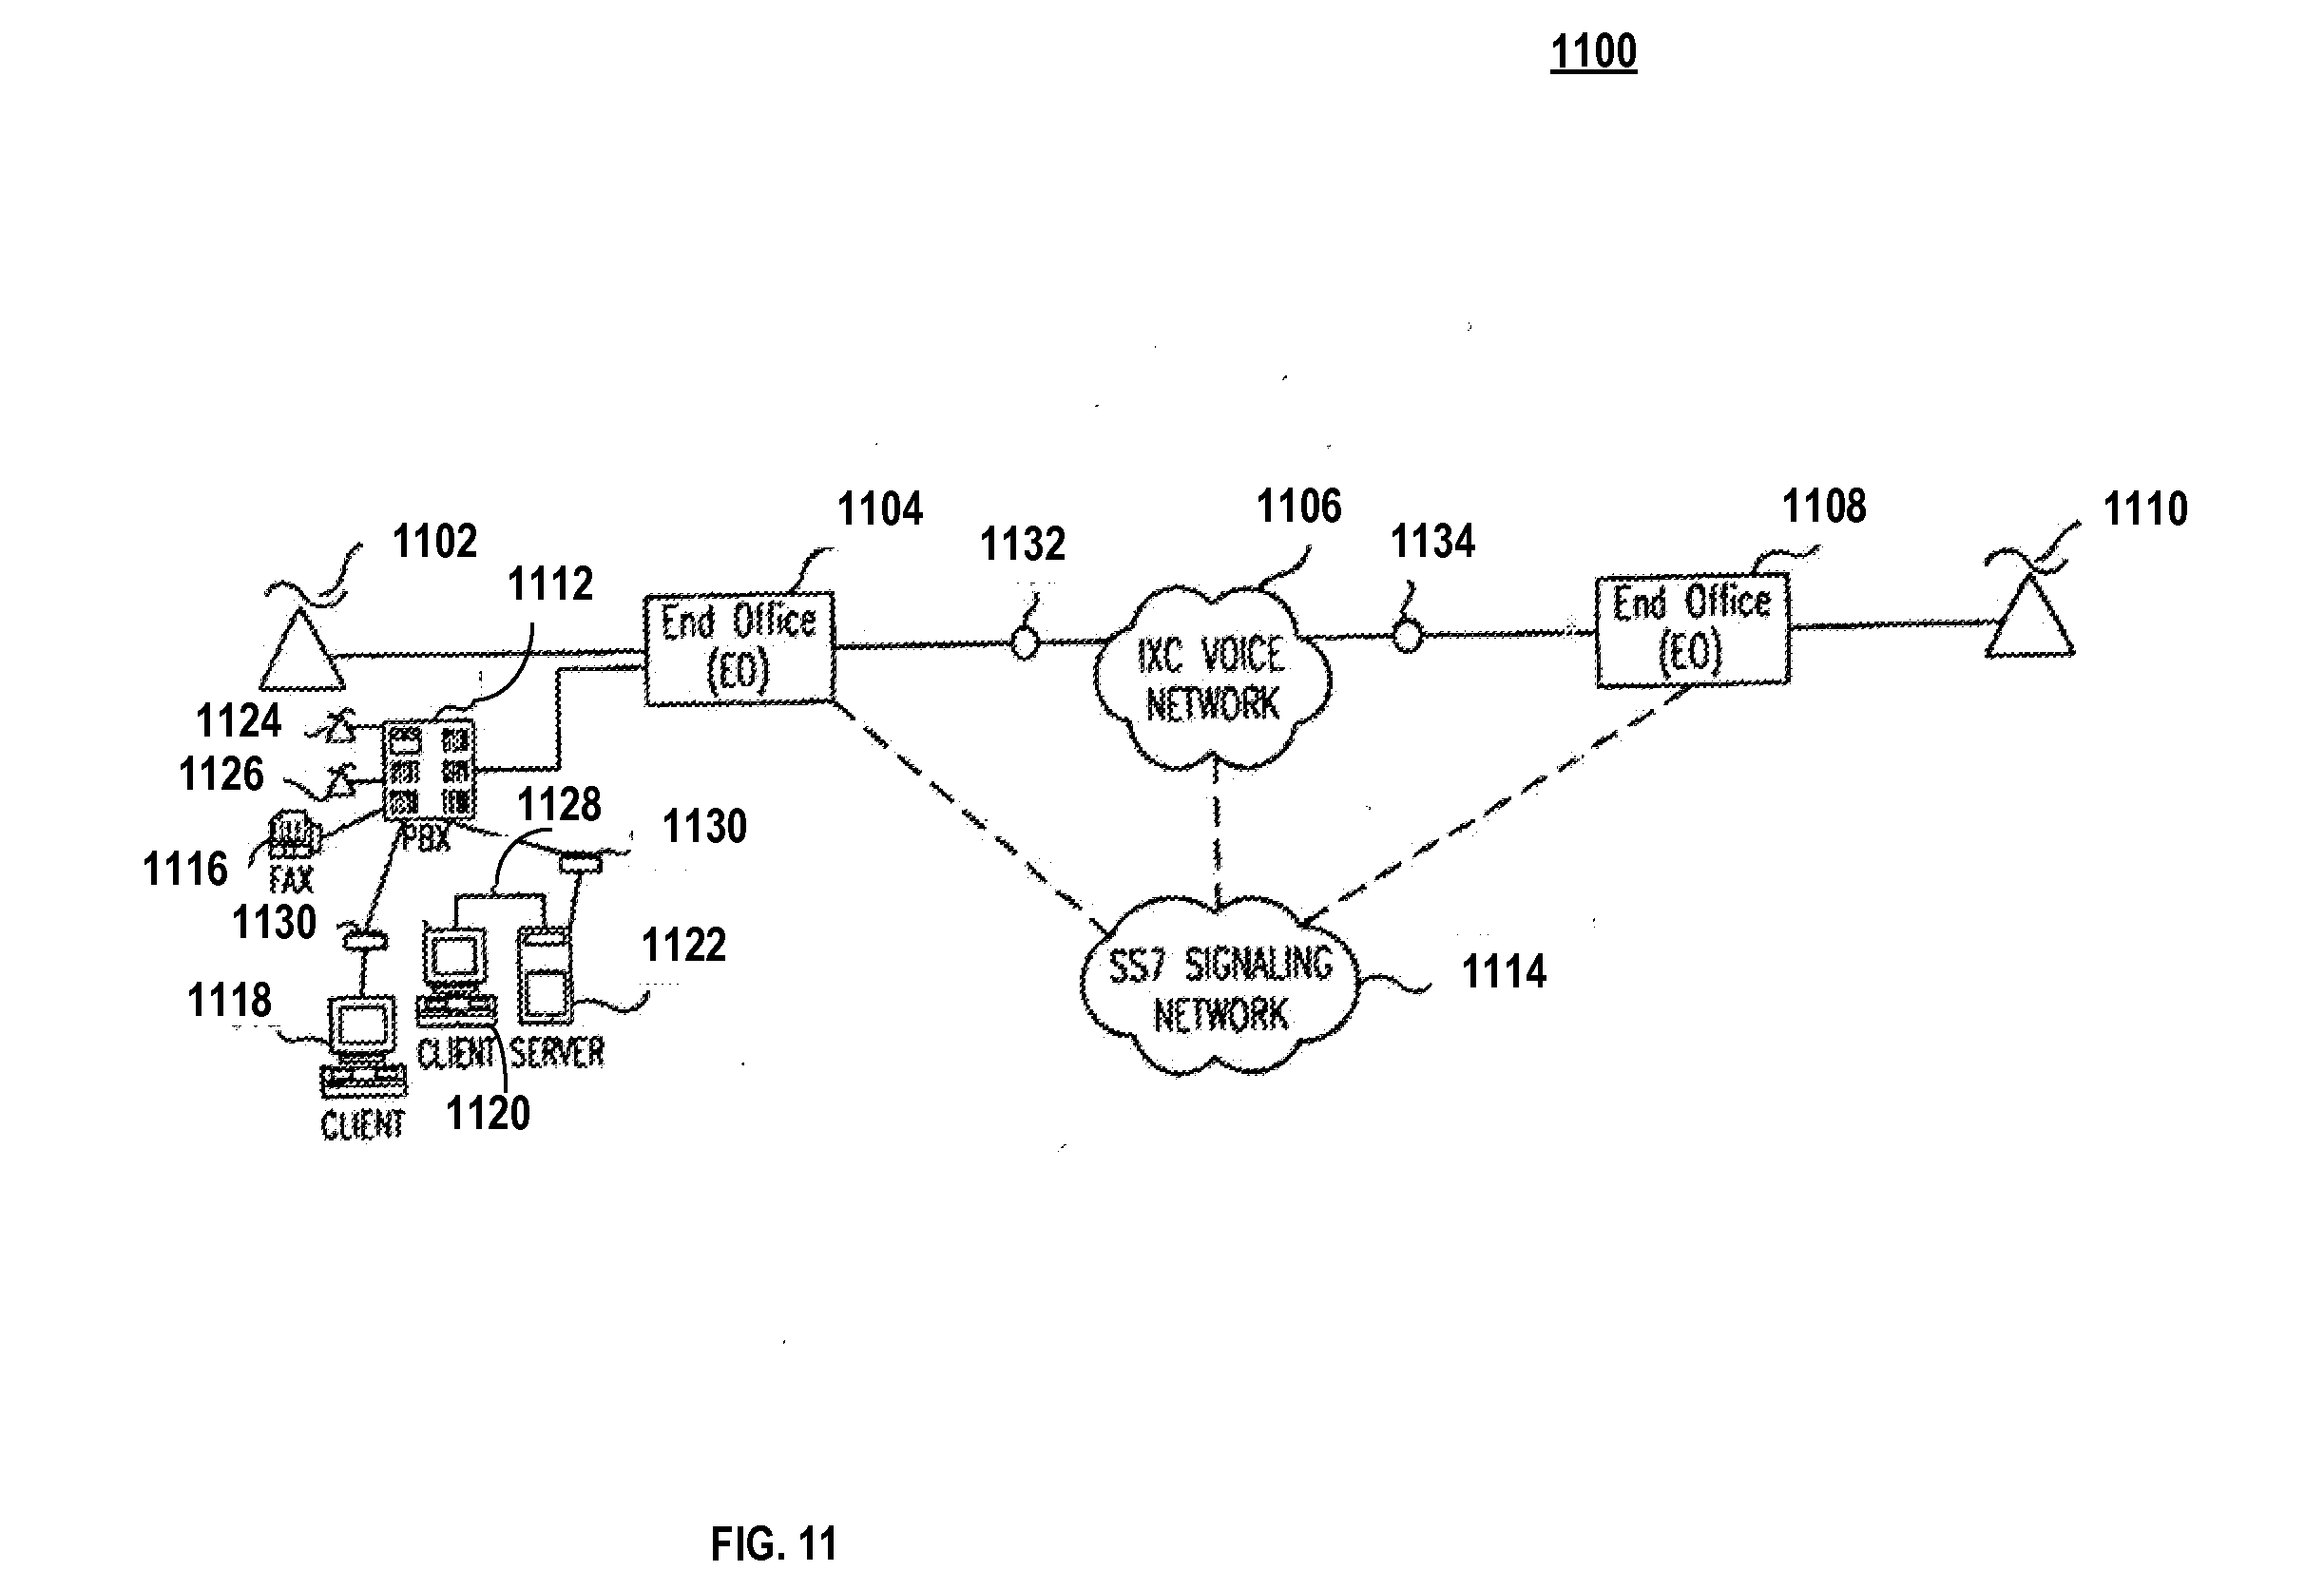 1100
1102
1104
1132
1106
1134
1108
1110
1112
End Office
(EO)
IXC VOICE
NETWORK
End Office
(EO)
1124
1126
1128
1130
PBX
1116
FAX
1130
1122
1118
SS7 SIGNALING
NETWORK
1114
CLIENT
SERVER
1120
CLIENT
FIG. 11